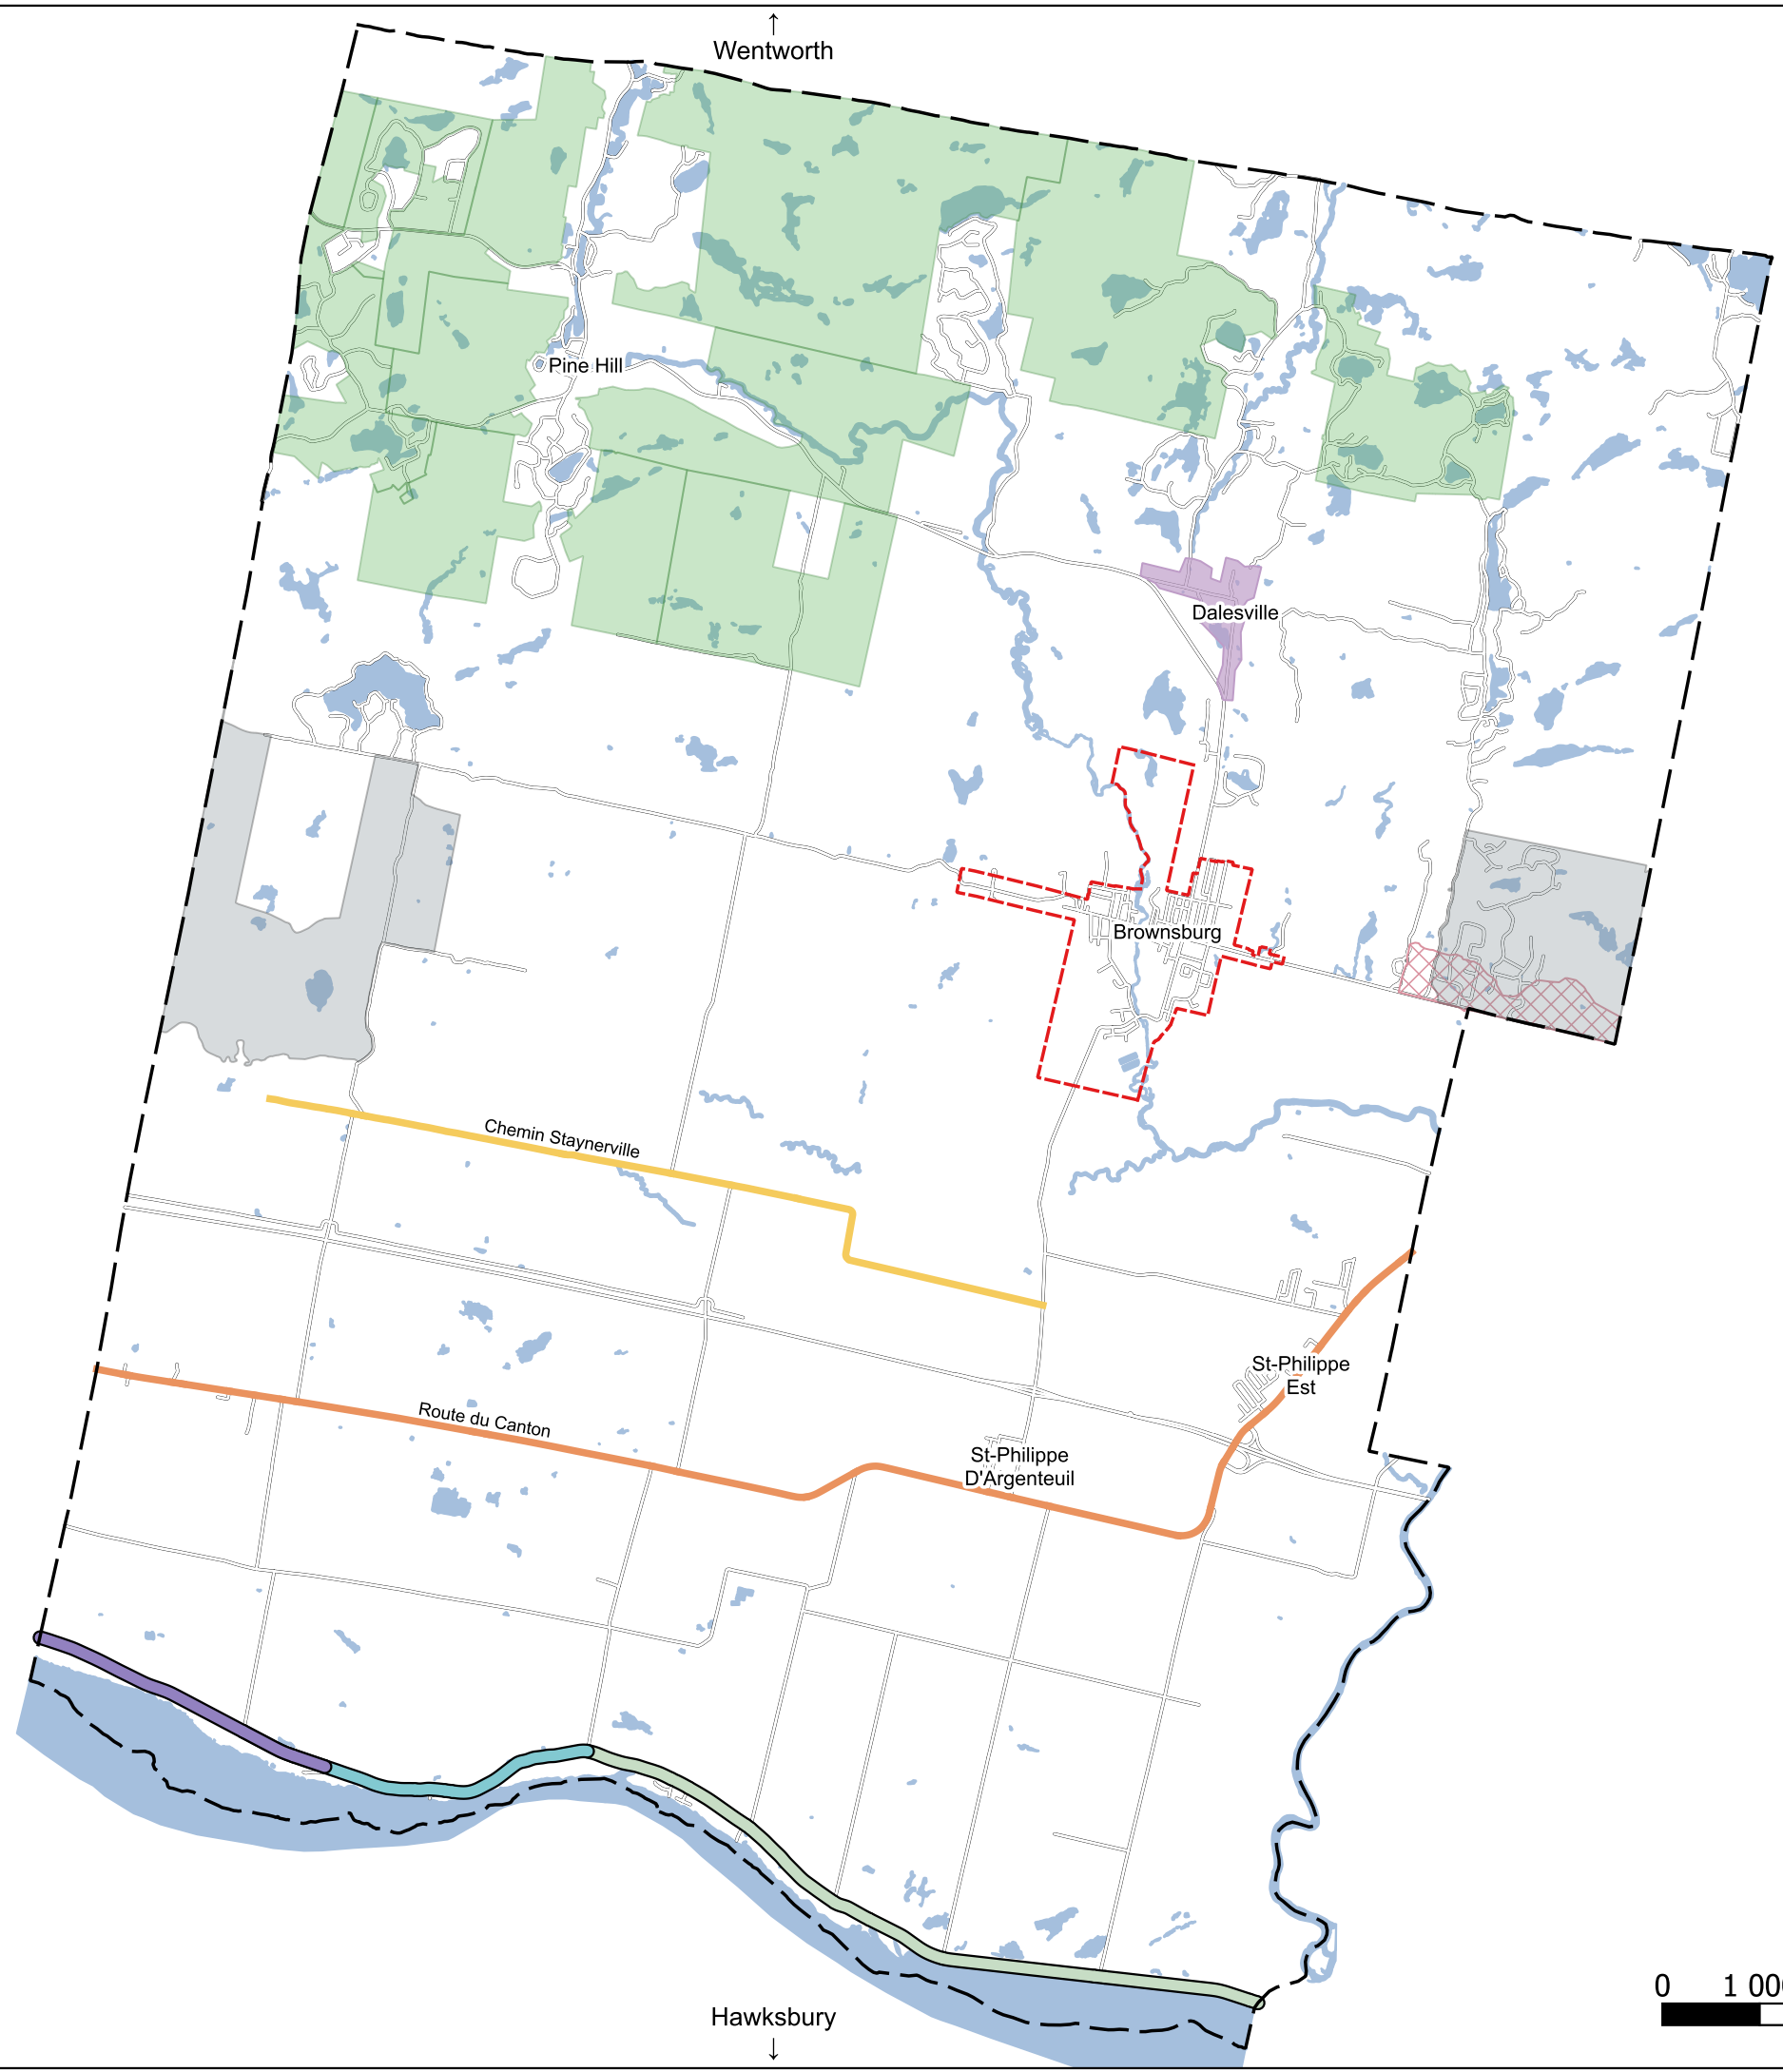 ↑
Wentworth
Pine Hill
Dalesville
Brownsburg
Chemin Staynerville
St-Philippe
Est
Route du Canton
St-Philippe
D'Argenteuil
0
Hawksbury
↓